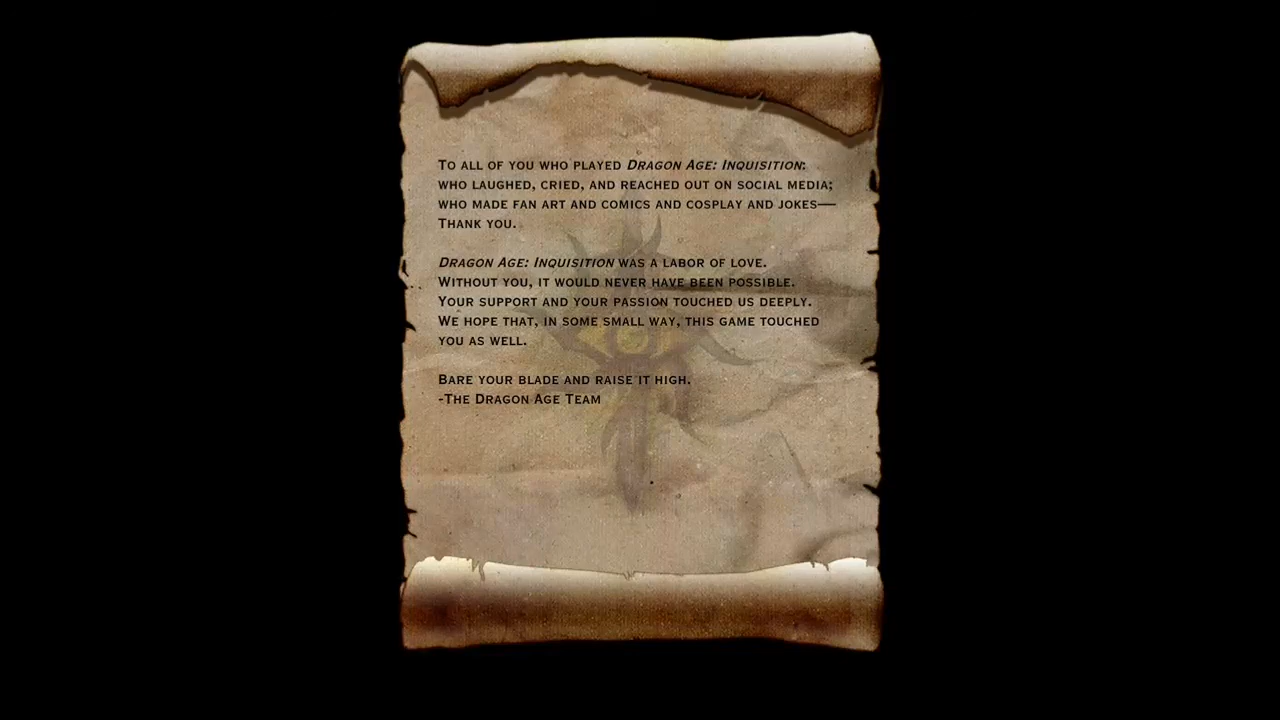 To all of you who played Dragon Age: Inquisition:
who laughed, cried, and reached out on social media;
who made fan art and comics and cosplay and jokes—
Thank you.
Dragon Age: Inquisition was a labor of love.
Without you, it would never have been possible.
Your support and your passion touched us deeply.
We hope that, in some small way, this game touched
you as well.
Bare your blade and raise it high.
-The Dragon Age Team